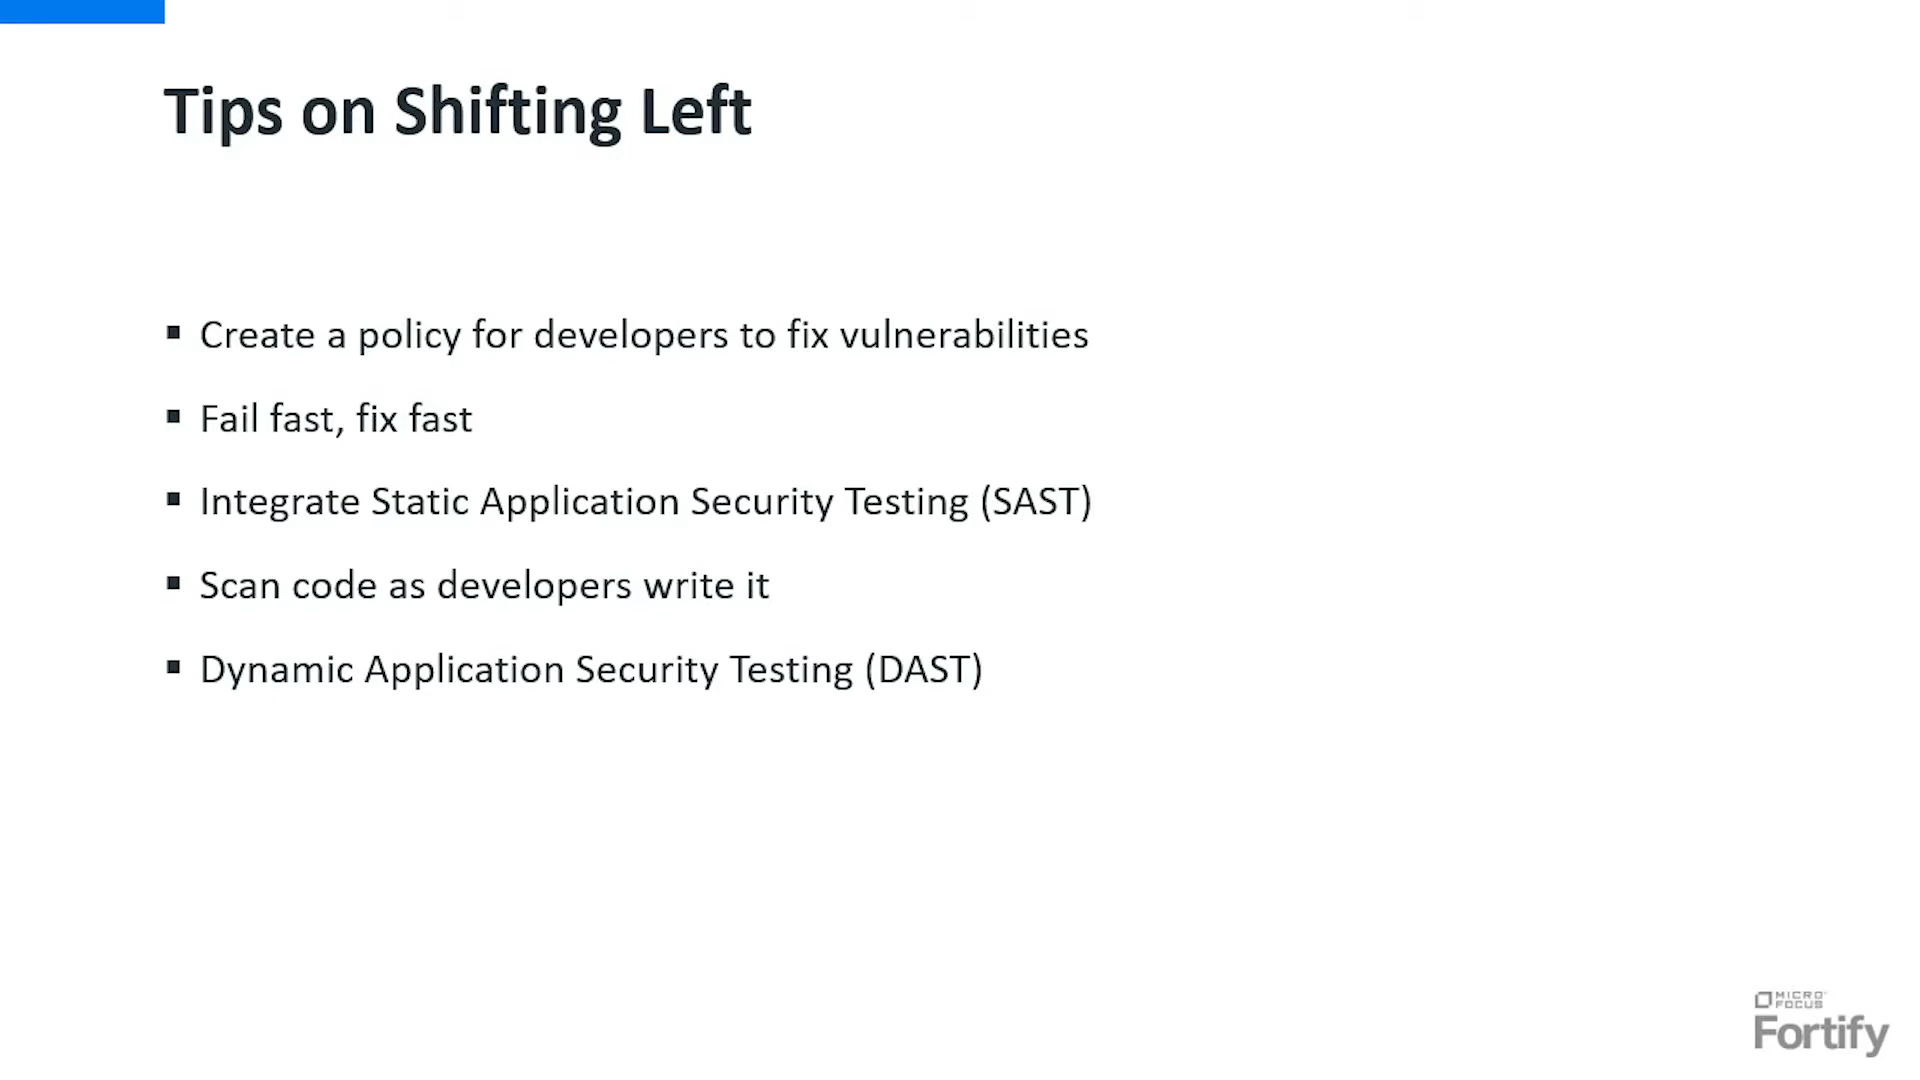 Tips on Shifting Left
▪ Create a policy for developers to fix vulnerabilities
▪ Fail fast, fix fast
▪ Integrate Static Application Security Testing (SAST)
▪ Scan code as developers write it
▪ Dynamic Application Security Testing (DAST)
MICRO
FOCUS
Fortify